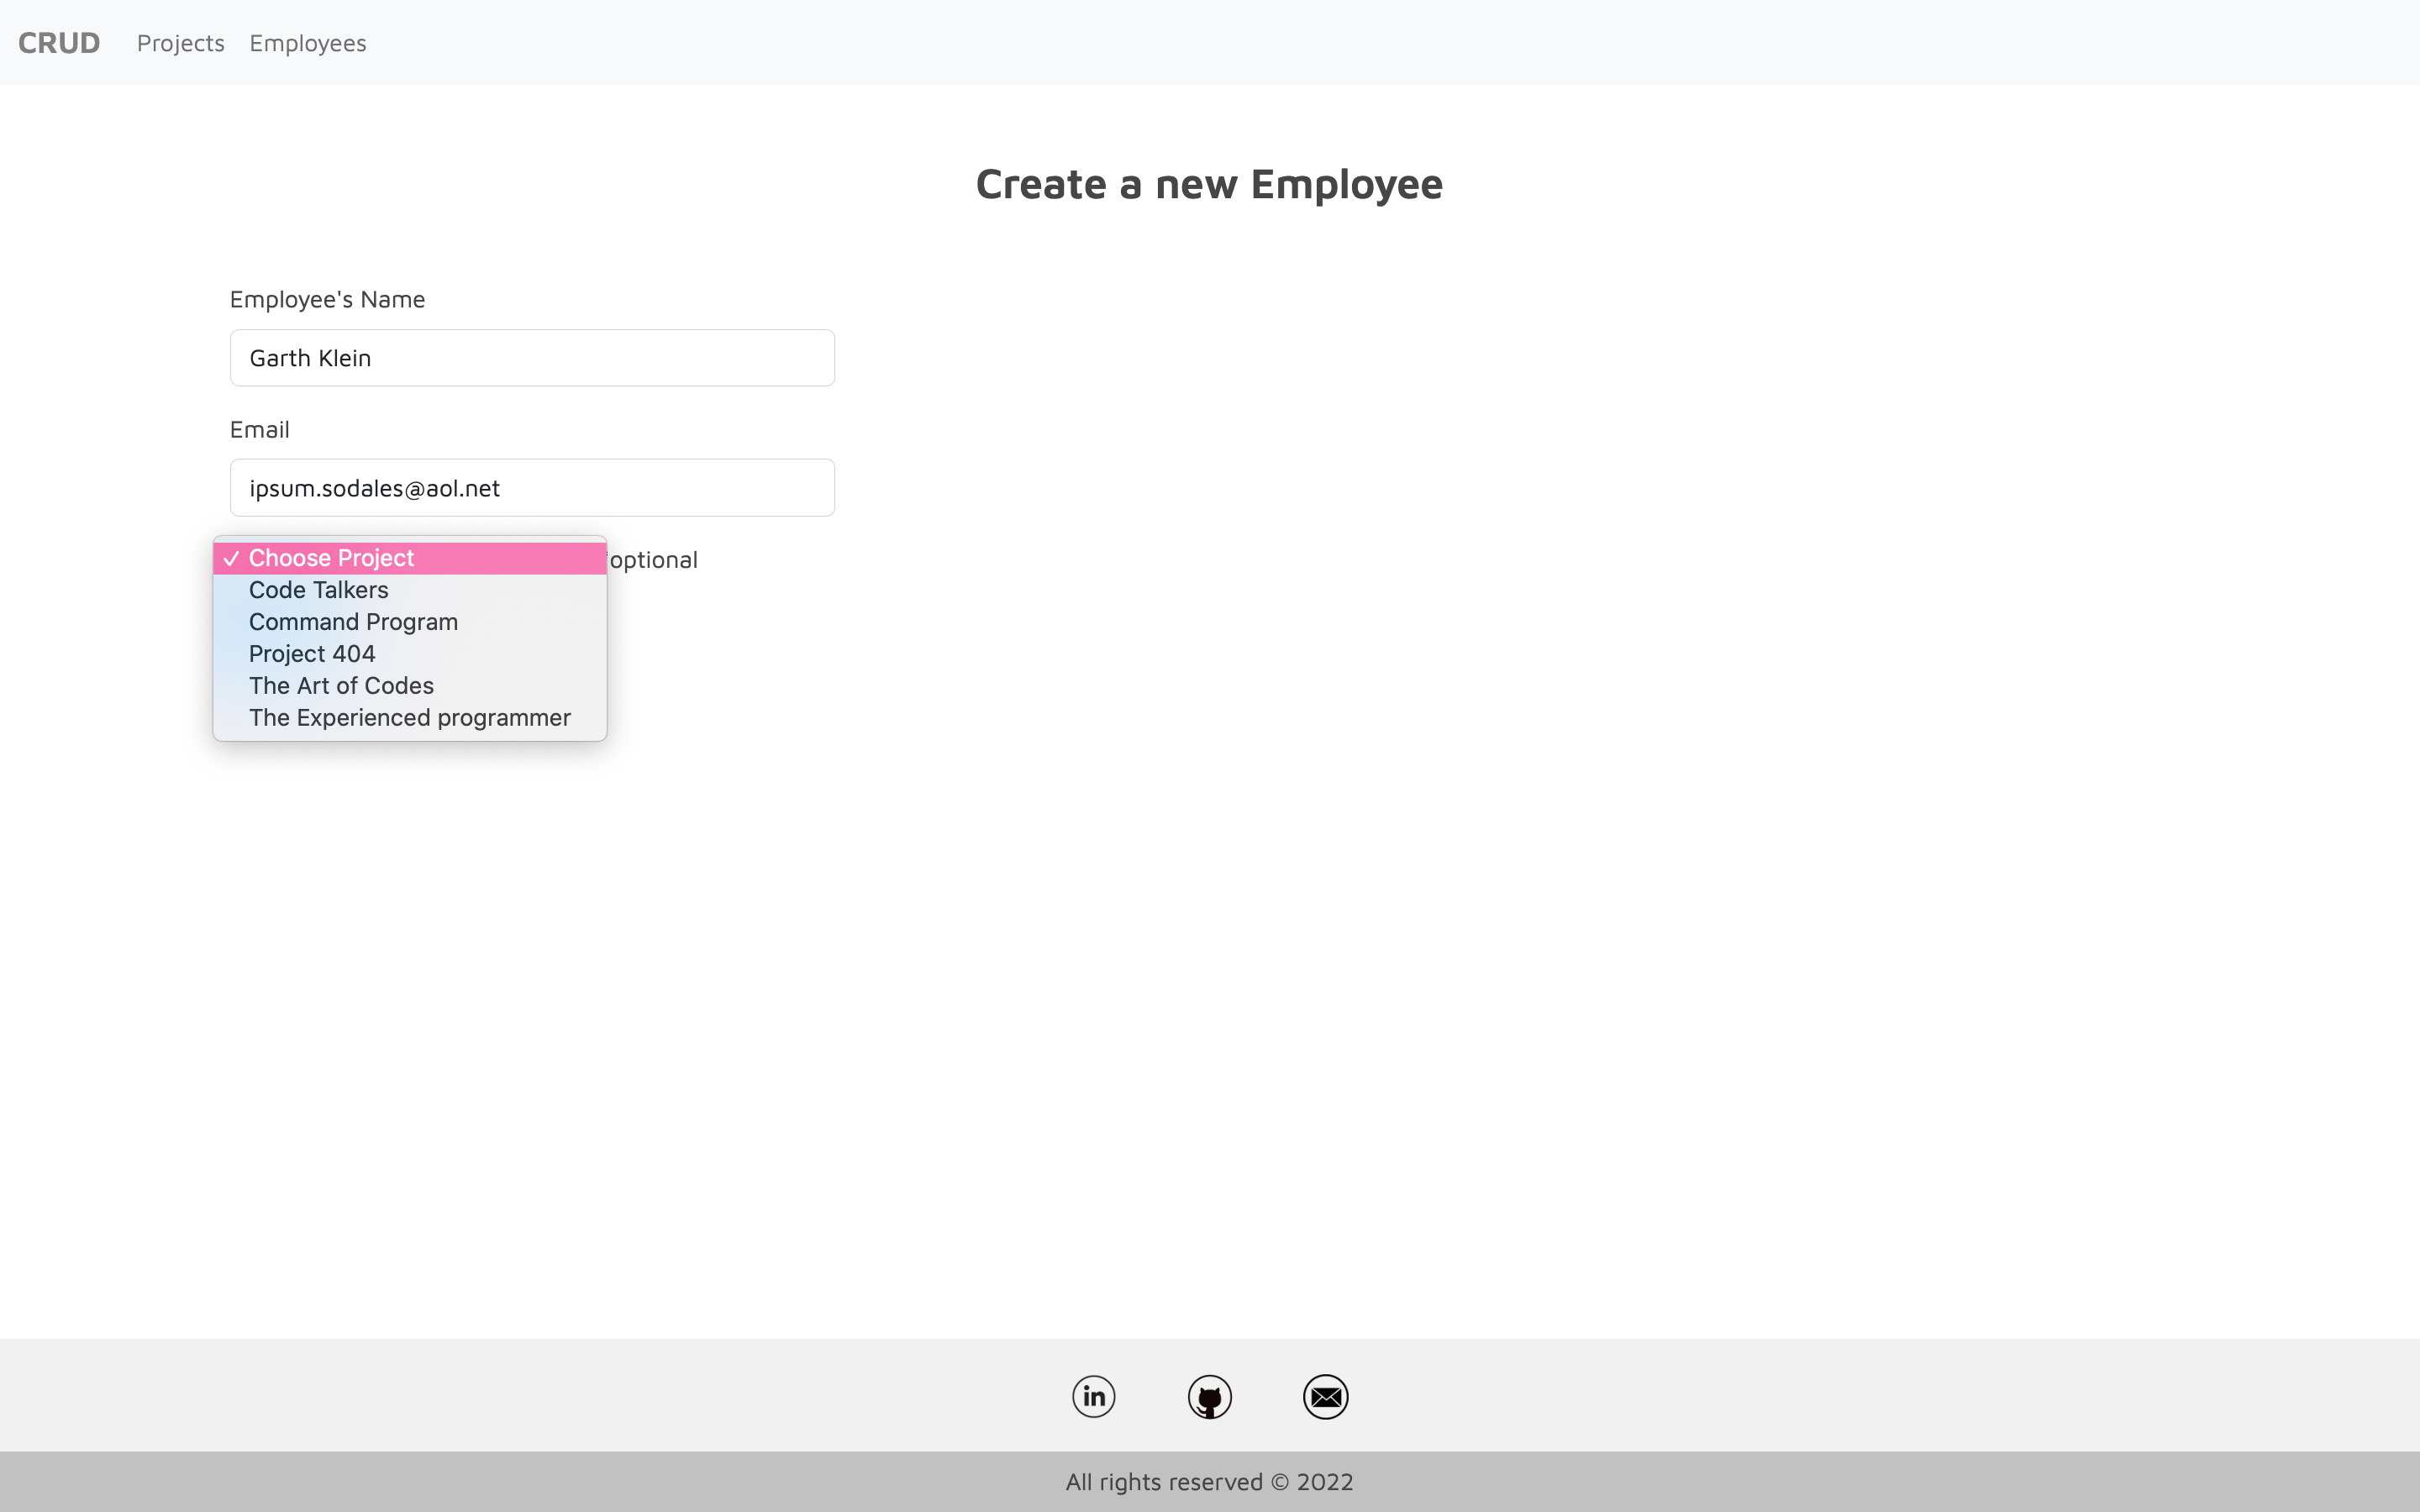 CRUD Projects Employees
Create a new Employee
Employee's Name
Garth Klein
Email
ipsum.sodales@aol.net
optional
✓ Choose Project
Code Talkers
Command Program
Project 404
The Art of Codes
The Experienced programmer
in
All rights reserved © 2022